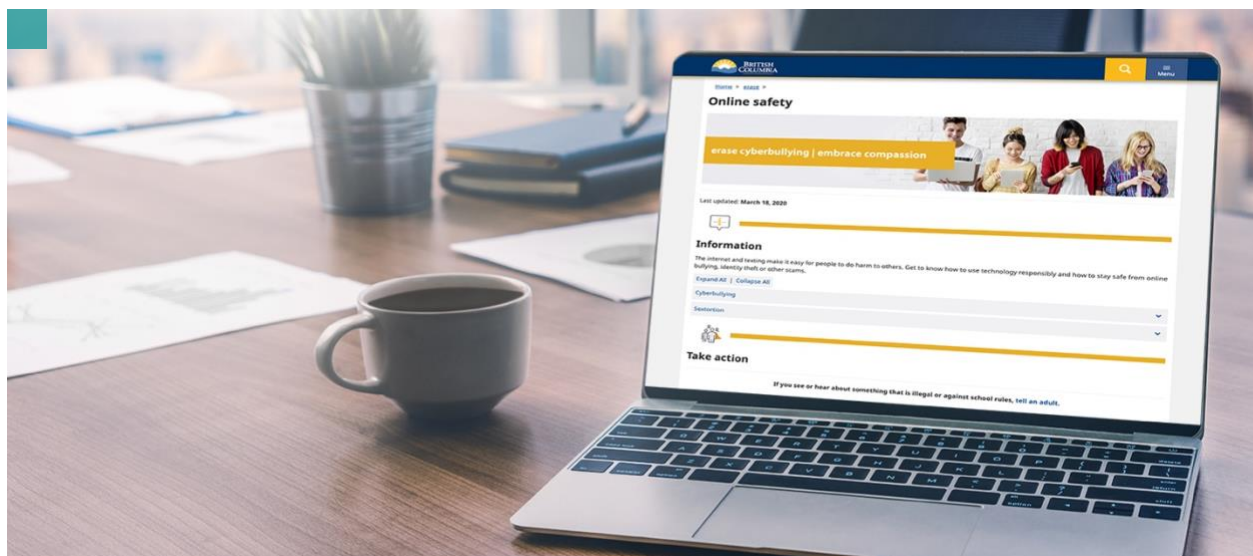 BRITISH
COLUMBIA
Menu
Home > erase >
Online safety
erase cyberbullying | embrace compassion
Last updated: March 18, 2020
Information
The internet and texting make it easy for people to do harm to others. Get to know how to use technology responsibly and how to stay safe from online
bullying, identity theft or other scams.
Expand All | Collapse All
Cyberbullying
Sextortion
Take action
If you see or hear about something that is illegal or against school rules, tell an adult.